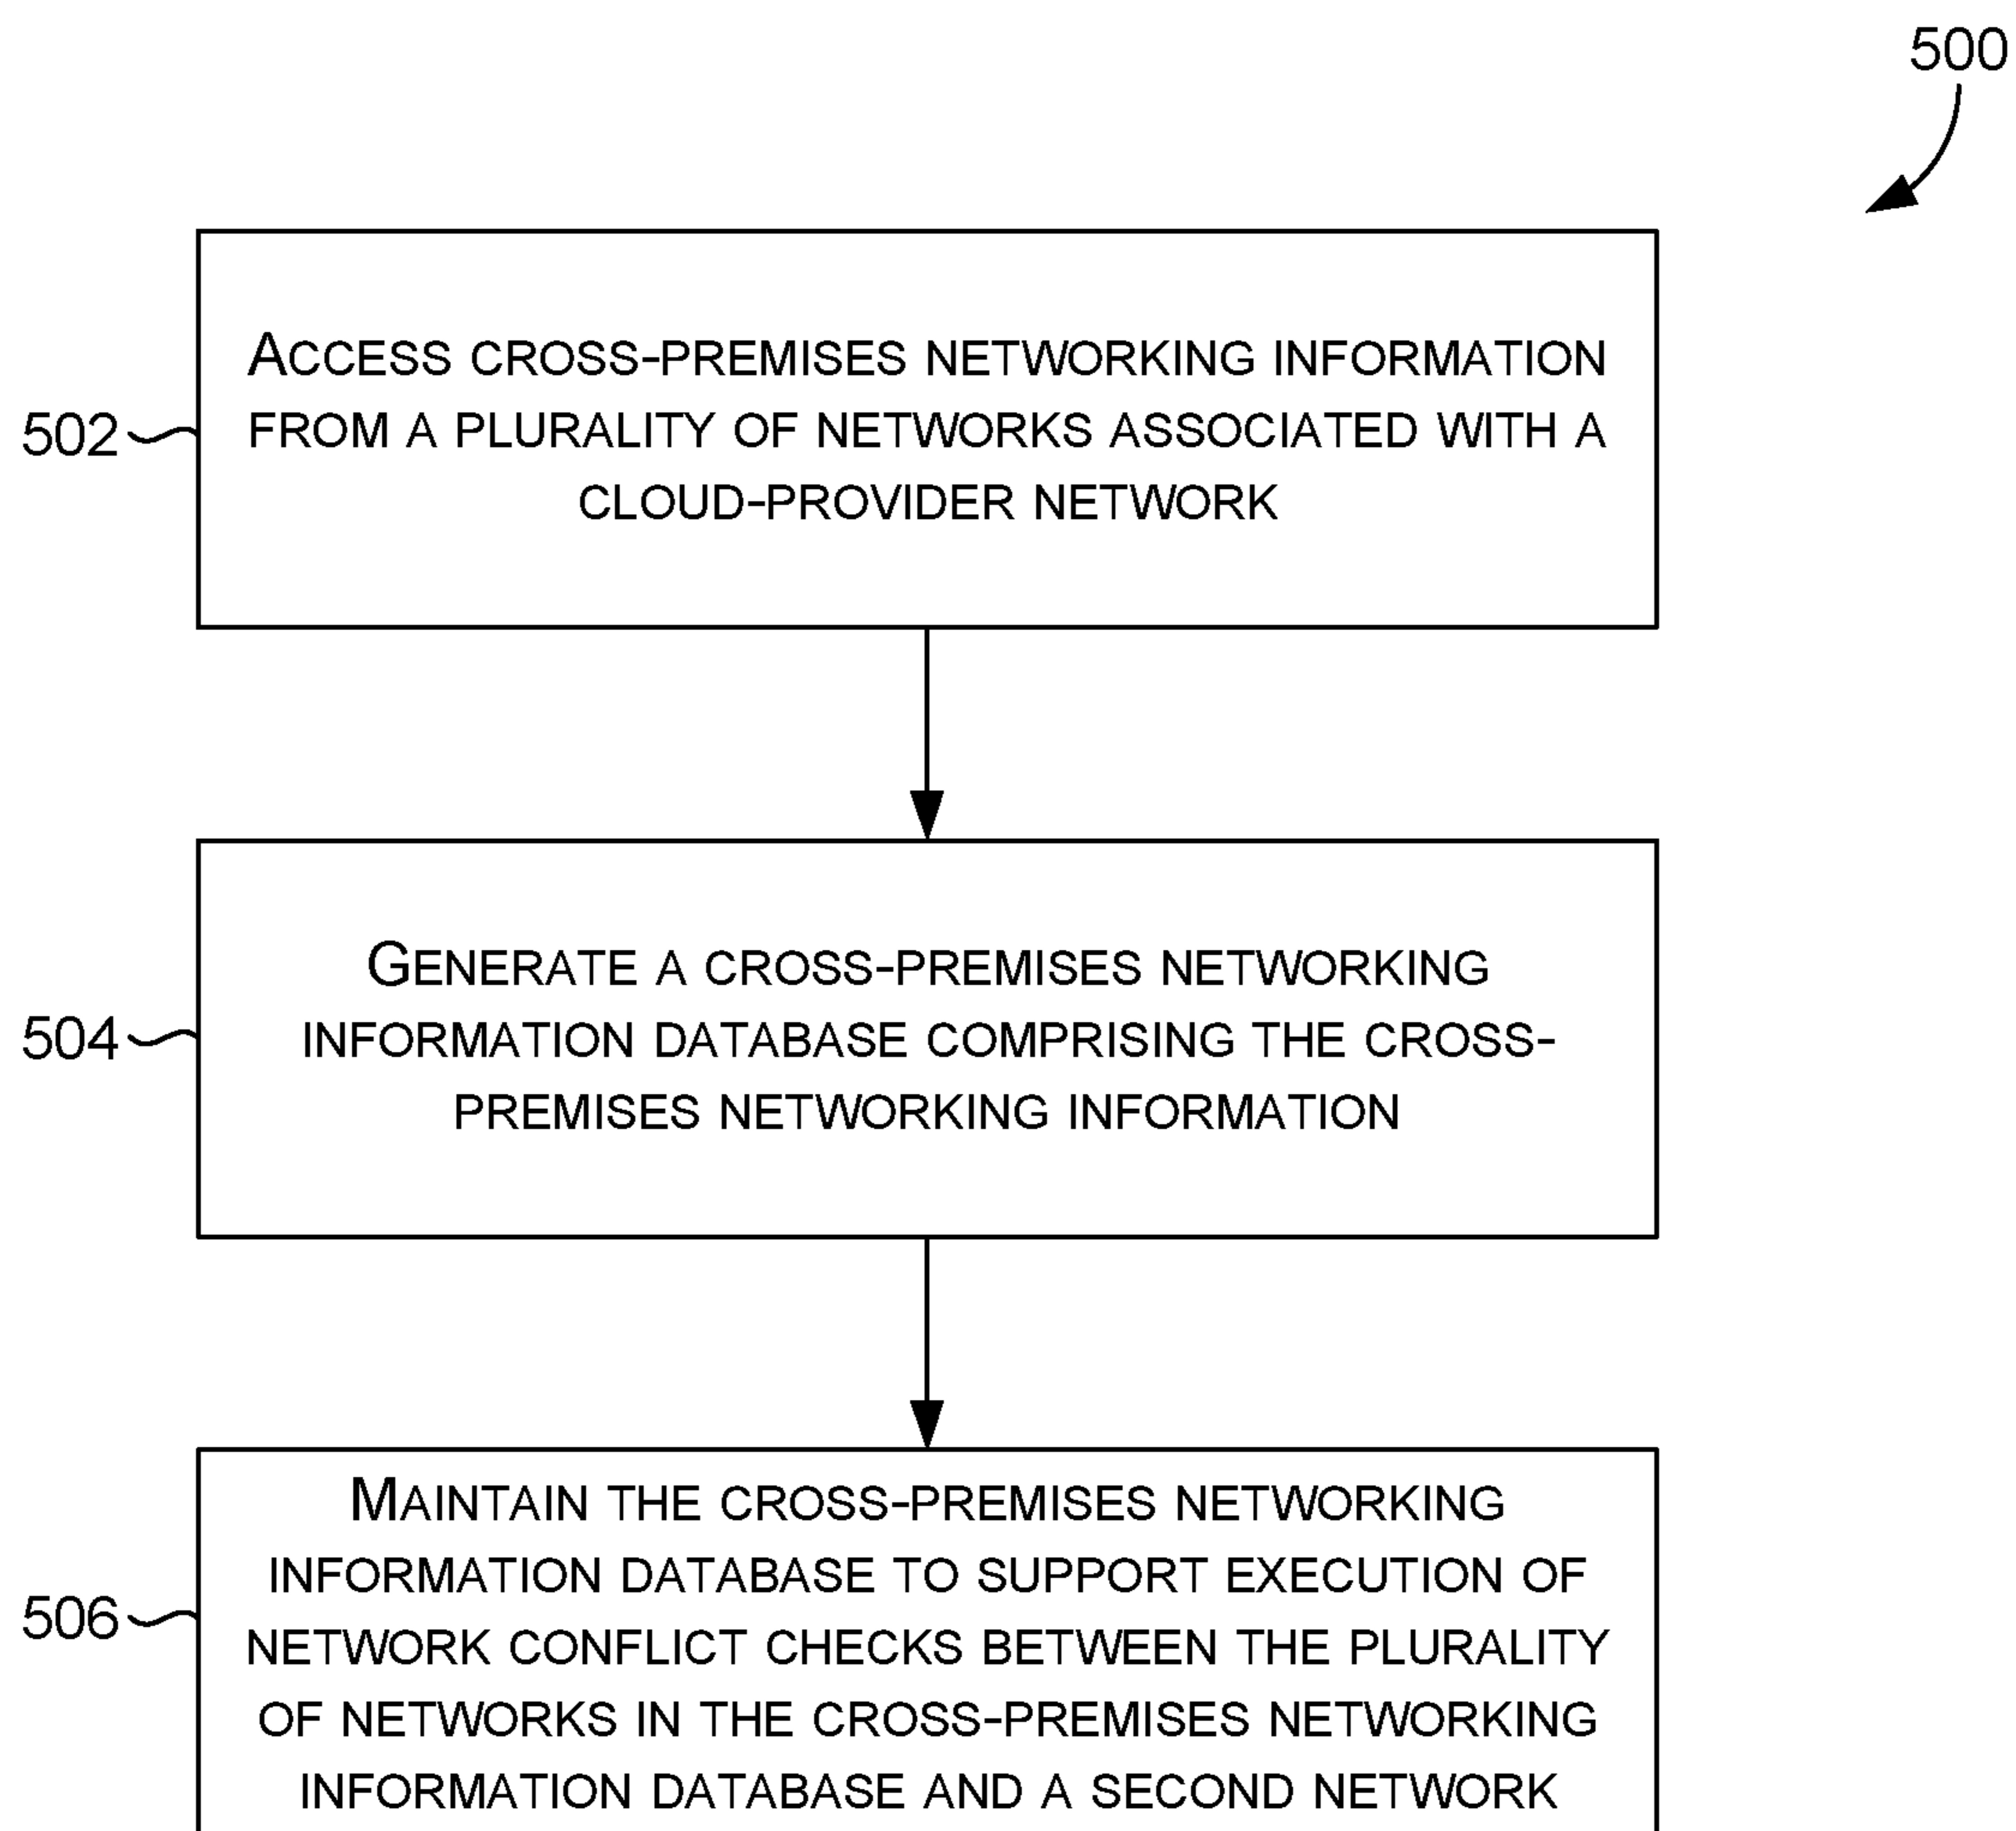 500
502
Access cross-premises networking information
from a plurality of networks associated with a
cloud-provider network
504
Generate a cross-premises networking
information database comprising the cross-
premises networking information
506
Maintain the cross-premises networking
information database to support execution of
network conflict checks between the plurality
of networks in the cross-premises networking
information database and a second network